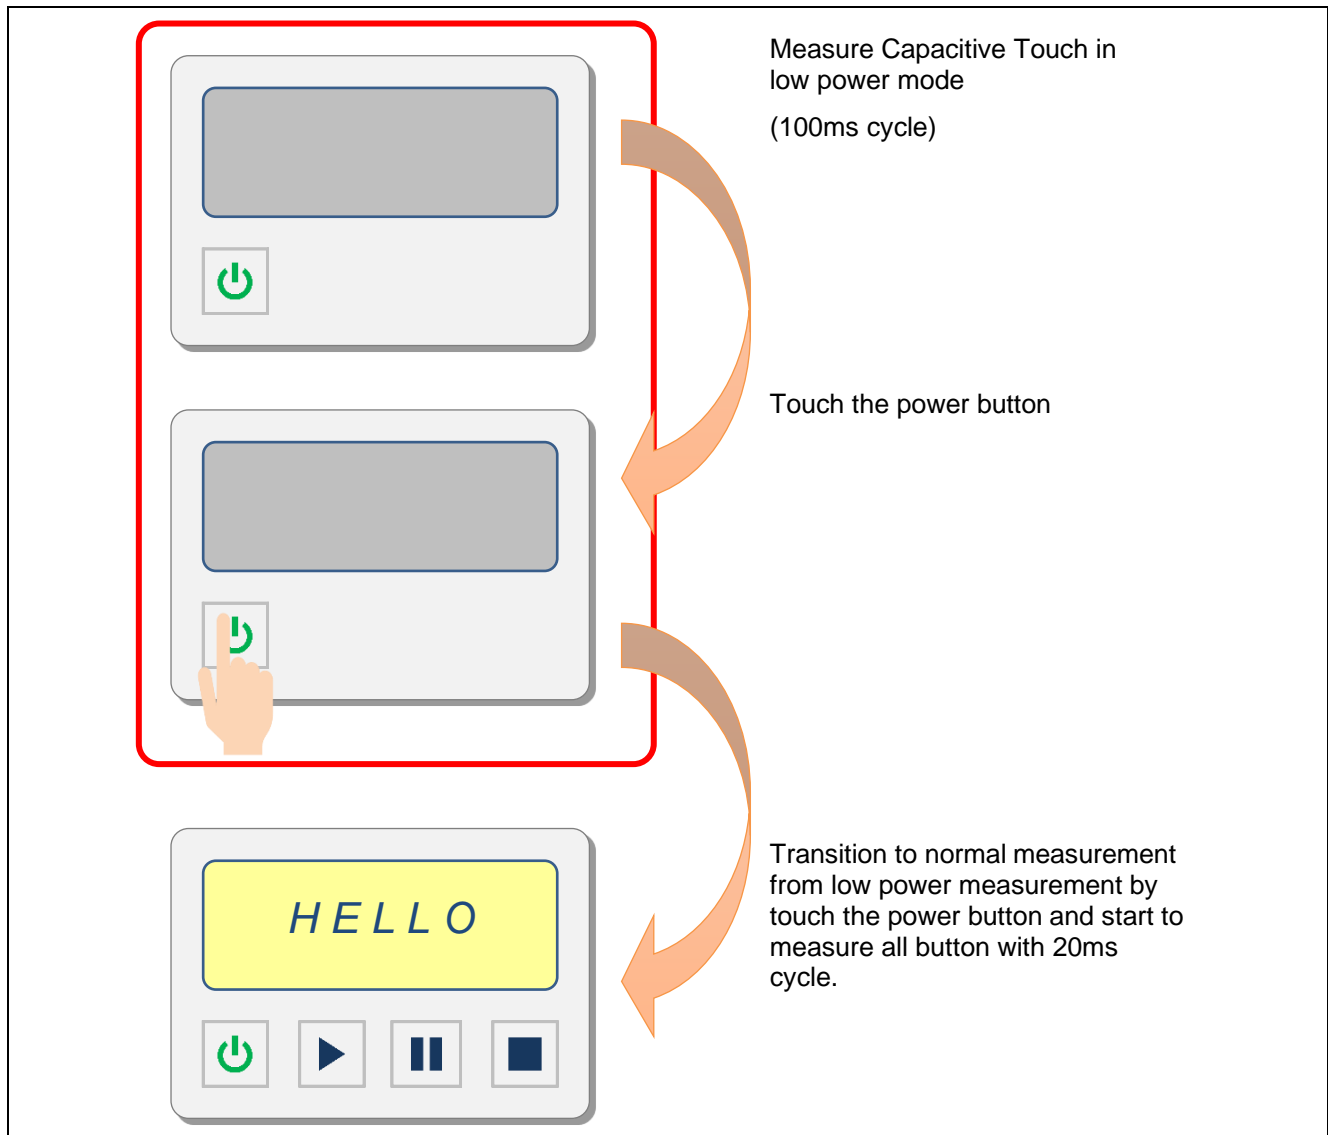 Measure Capacitive Touch in
low power mode
(100ms cycle)
Touch the power button
HELLO
Transition to normal measurement
from low power measurement by
touch the power button and start to
measure all button with 20ms
cycle.